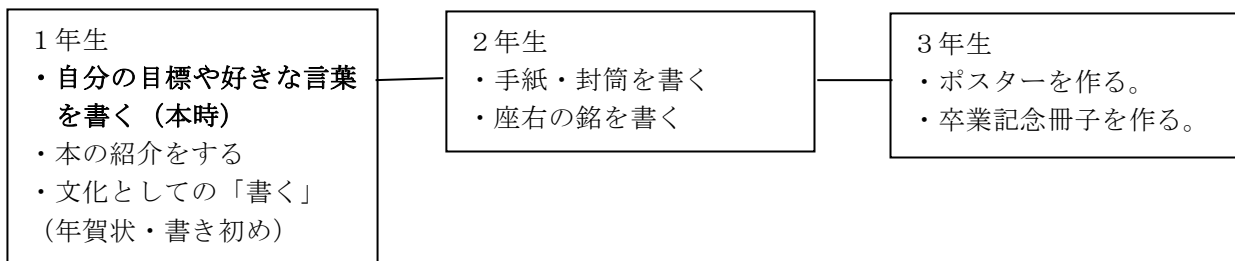 １年生
・自分の目標や好きな言葉
を書く（本時）
・本の紹介をする
・文化としての「書く」
（年賀状・書き初め）
２年生
・手紙・封筒を書く
・座右の銘を書く
３年生
・ポスターを作る。
・卒業記念冊子を作る。